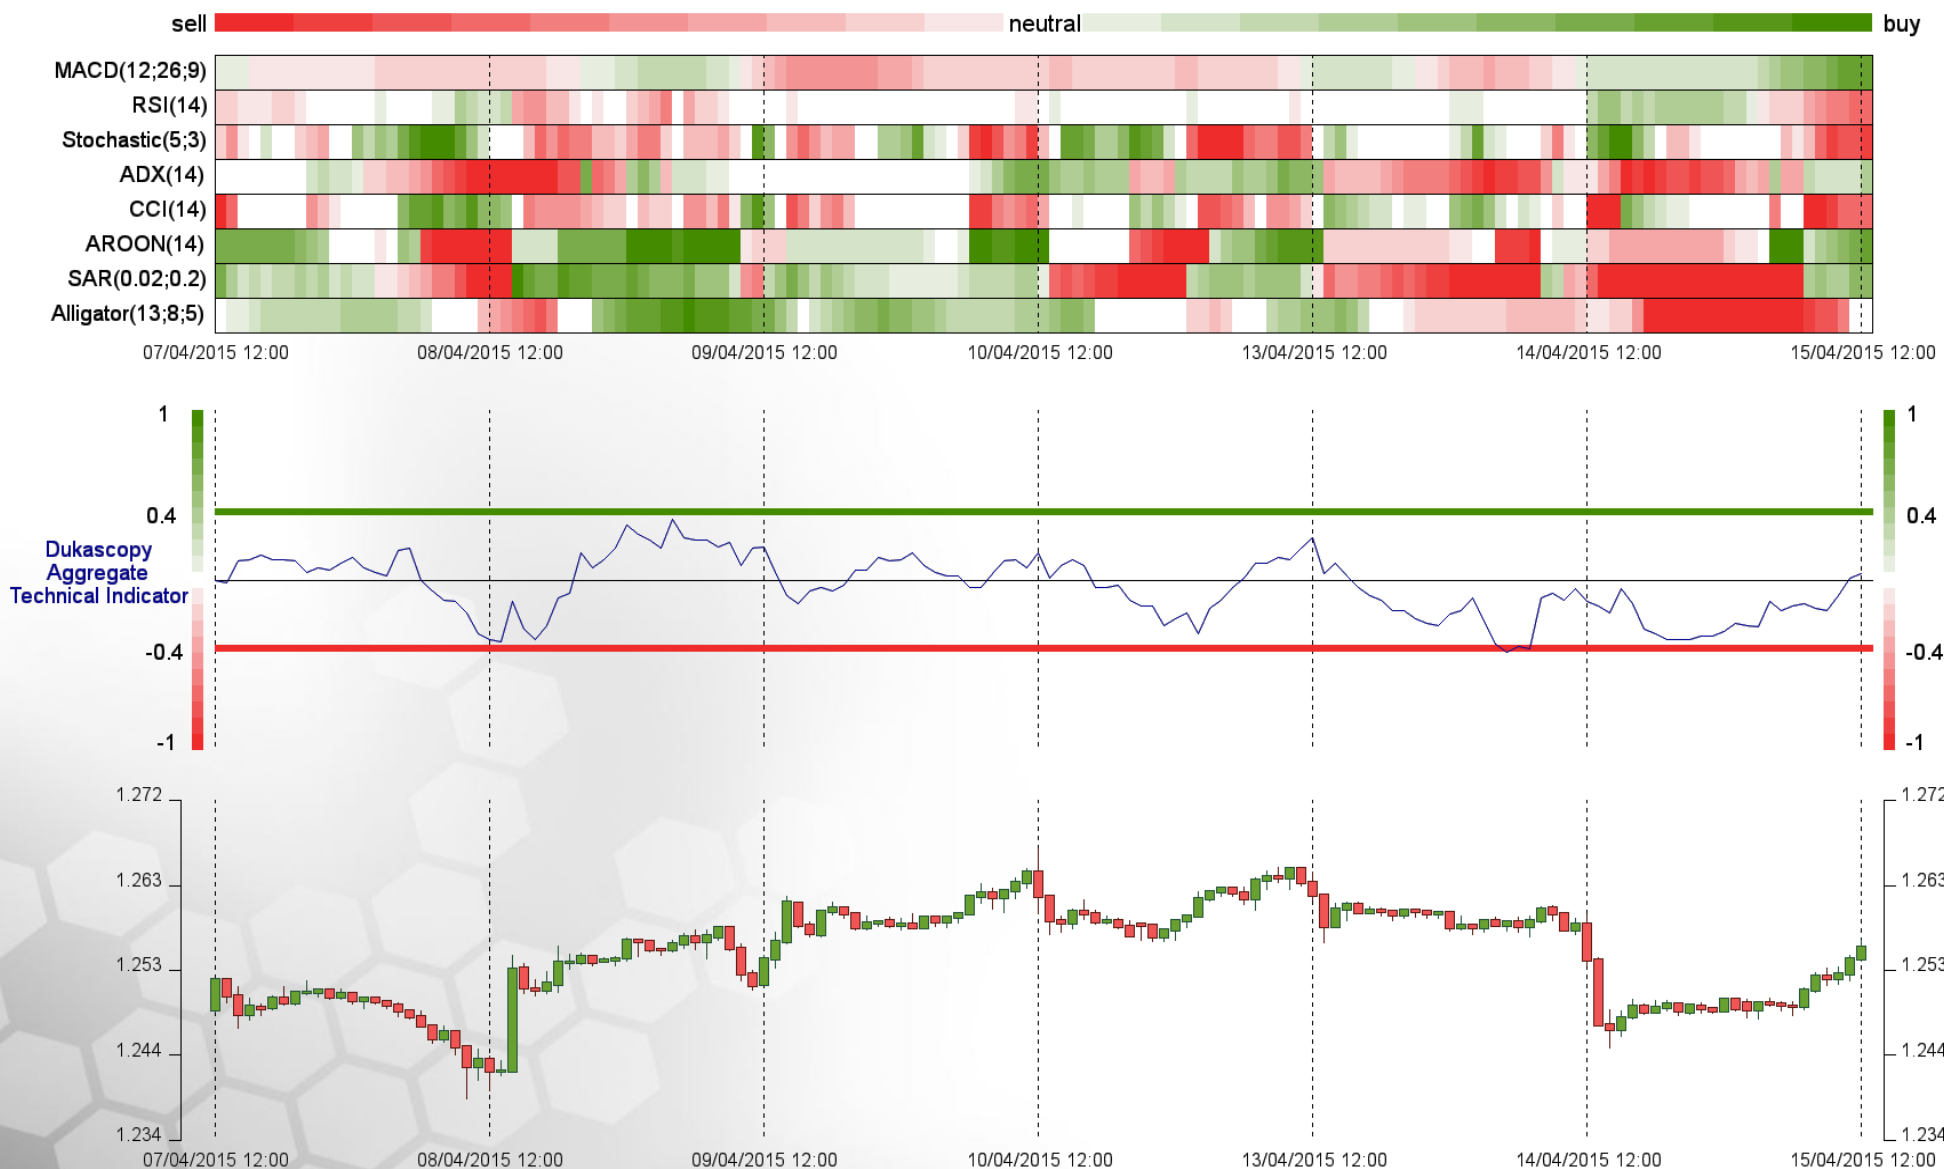 sell neutral buy
MACD(12;26;9)
RSI(14)
Stochastic(5;3)
ADX(14)
CCI(14)
AROON(14)
SAR(0.02;0.2)
Alligator(13;8;5)
07/04/2015 12:00 08/04/2015 12:00 09/04/2015 12:00 10/04/2015 12:00 13/04/2015 12:00 14/04/2015 12:00 15/04/2015 12:00
1 1
0.4 0.4
Dukascopy
Aggregate
Technical Indicator
-0.4 -0.4
-1 -1
1.272 1.272
1.263 1.263
1.253 1.253
1.244 1.244
1.234 1.234
07/04/2015 12:00 08/04/2015 12:00 09/04/2015 12:00 10/04/2015 12:00 13/04/2015 12:00 14/04/2015 12:00 15/04/2015 12:00